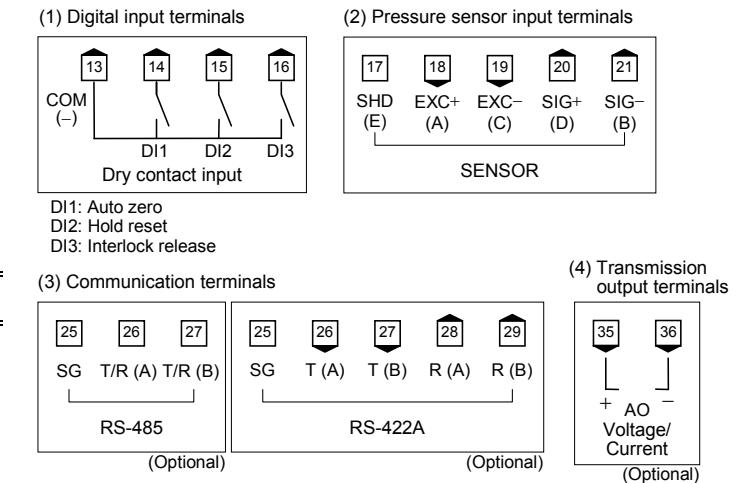 (1) Digital input terminals
13 14 15 16
COM
(−)
DI1 DI2 DI3
Dry contact input
DI1: Auto zero
DI2: Hold reset
DI3: Interlock release
(2) Pressure sensor input terminals
17 18 19 20 21
SHD EXC+ EXC− SIG+ SIG−
(E) (A) (C) (D) (B)
SENSOR
(3) Communication terminals
25 26 27
SG T/R (A) T/R (B)
RS-485
(Optional)
25 26 27 28 29
SG T (A) T (B) R (A) R (B)
RS-422A
(Optional)
(4) Transmission
output terminals
35 36
+ AO −
Voltage/
Current
(Optional)